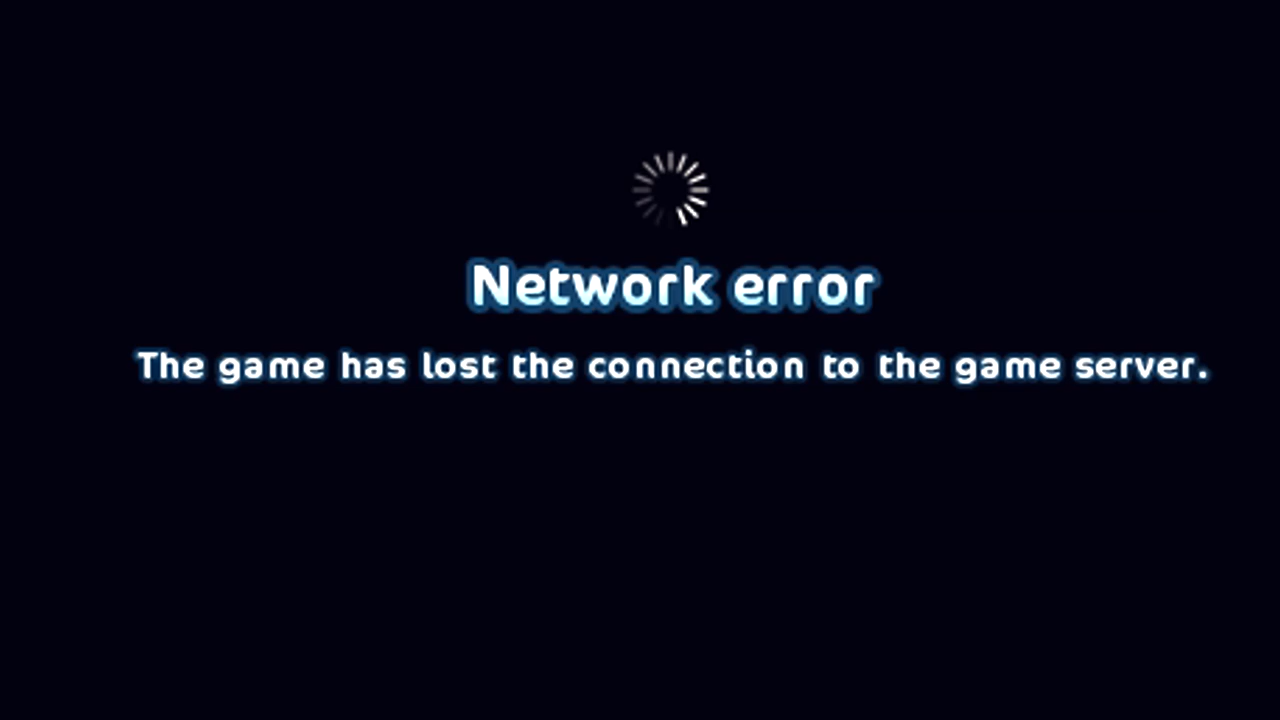 Network error
The game has lost the connection to the game server.